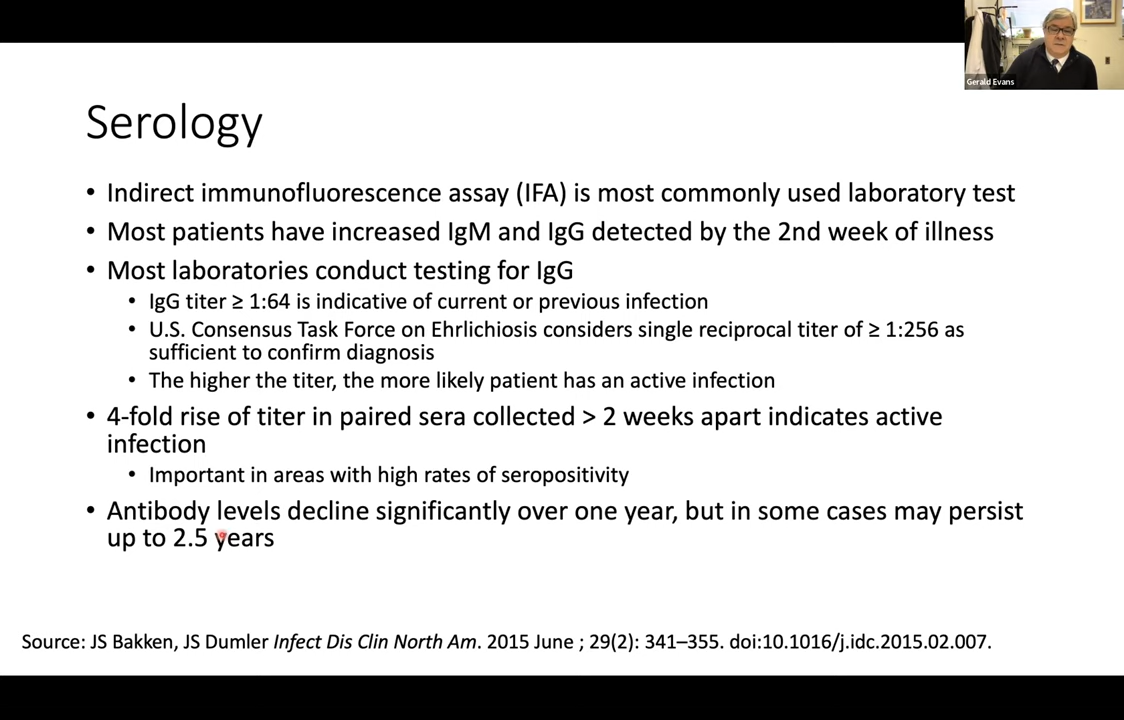 Gerald Evans
Serology
• Indirect immunofluorescence assay (IFA) is most commonly used laboratory test
• Most patients have increased IgM and IgG detected by the 2nd week of illness
• Most laboratories conduct testing for IgG
• IgG titer ≥ 1:64 is indicative of current or previous infection
• U.S. Consensus Task Force on Ehrlichiosis considers single reciprocal titer of ≥ 1:256 as
sufficient to confirm diagnosis
• The higher the titer, the more likely patient has an active infection
• 4-fold rise of titer in paired sera collected > 2 weeks apart indicates active
infection
• Important in areas with high rates of seropositivity
• Antibody levels decline significantly over one year, but in some cases may persist
up to 2.5 years
Source: JS Bakken, JS Dumler Infect Dis Clin North Am. 2015 June ; 29(2): 341–355. doi:10.1016/j.idc.2015.02.007.